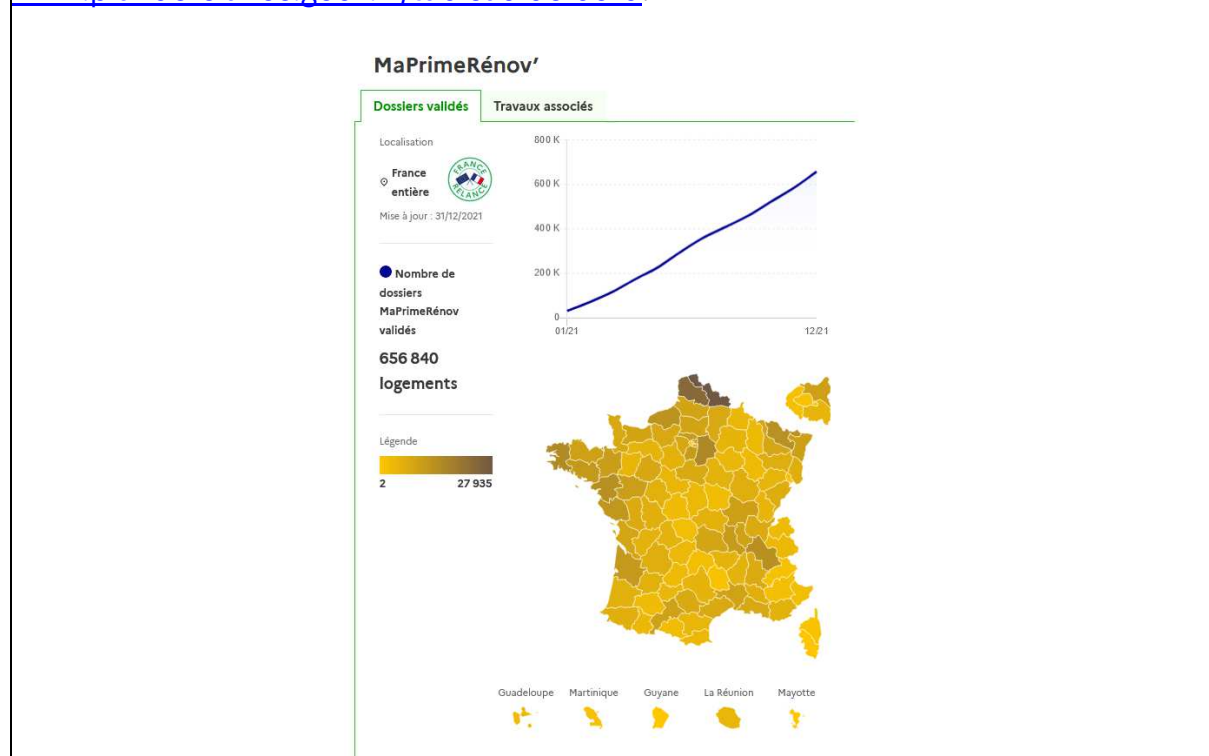 MaPrimeRénov’
Dossiers validés
Travaux associés
Localisation
France
entière
FRANCE
RELANCE
Mise à jour : 31/12/2021
Nombre de
dossiers
MaPrimeRénov
validés
656 840
logements
Légende
2
27 935
800 K
600 K
400 K
200 K
0
01/21
12/21
Guadeloupe
Martinique
Guyane
La Réunion
Mayotte